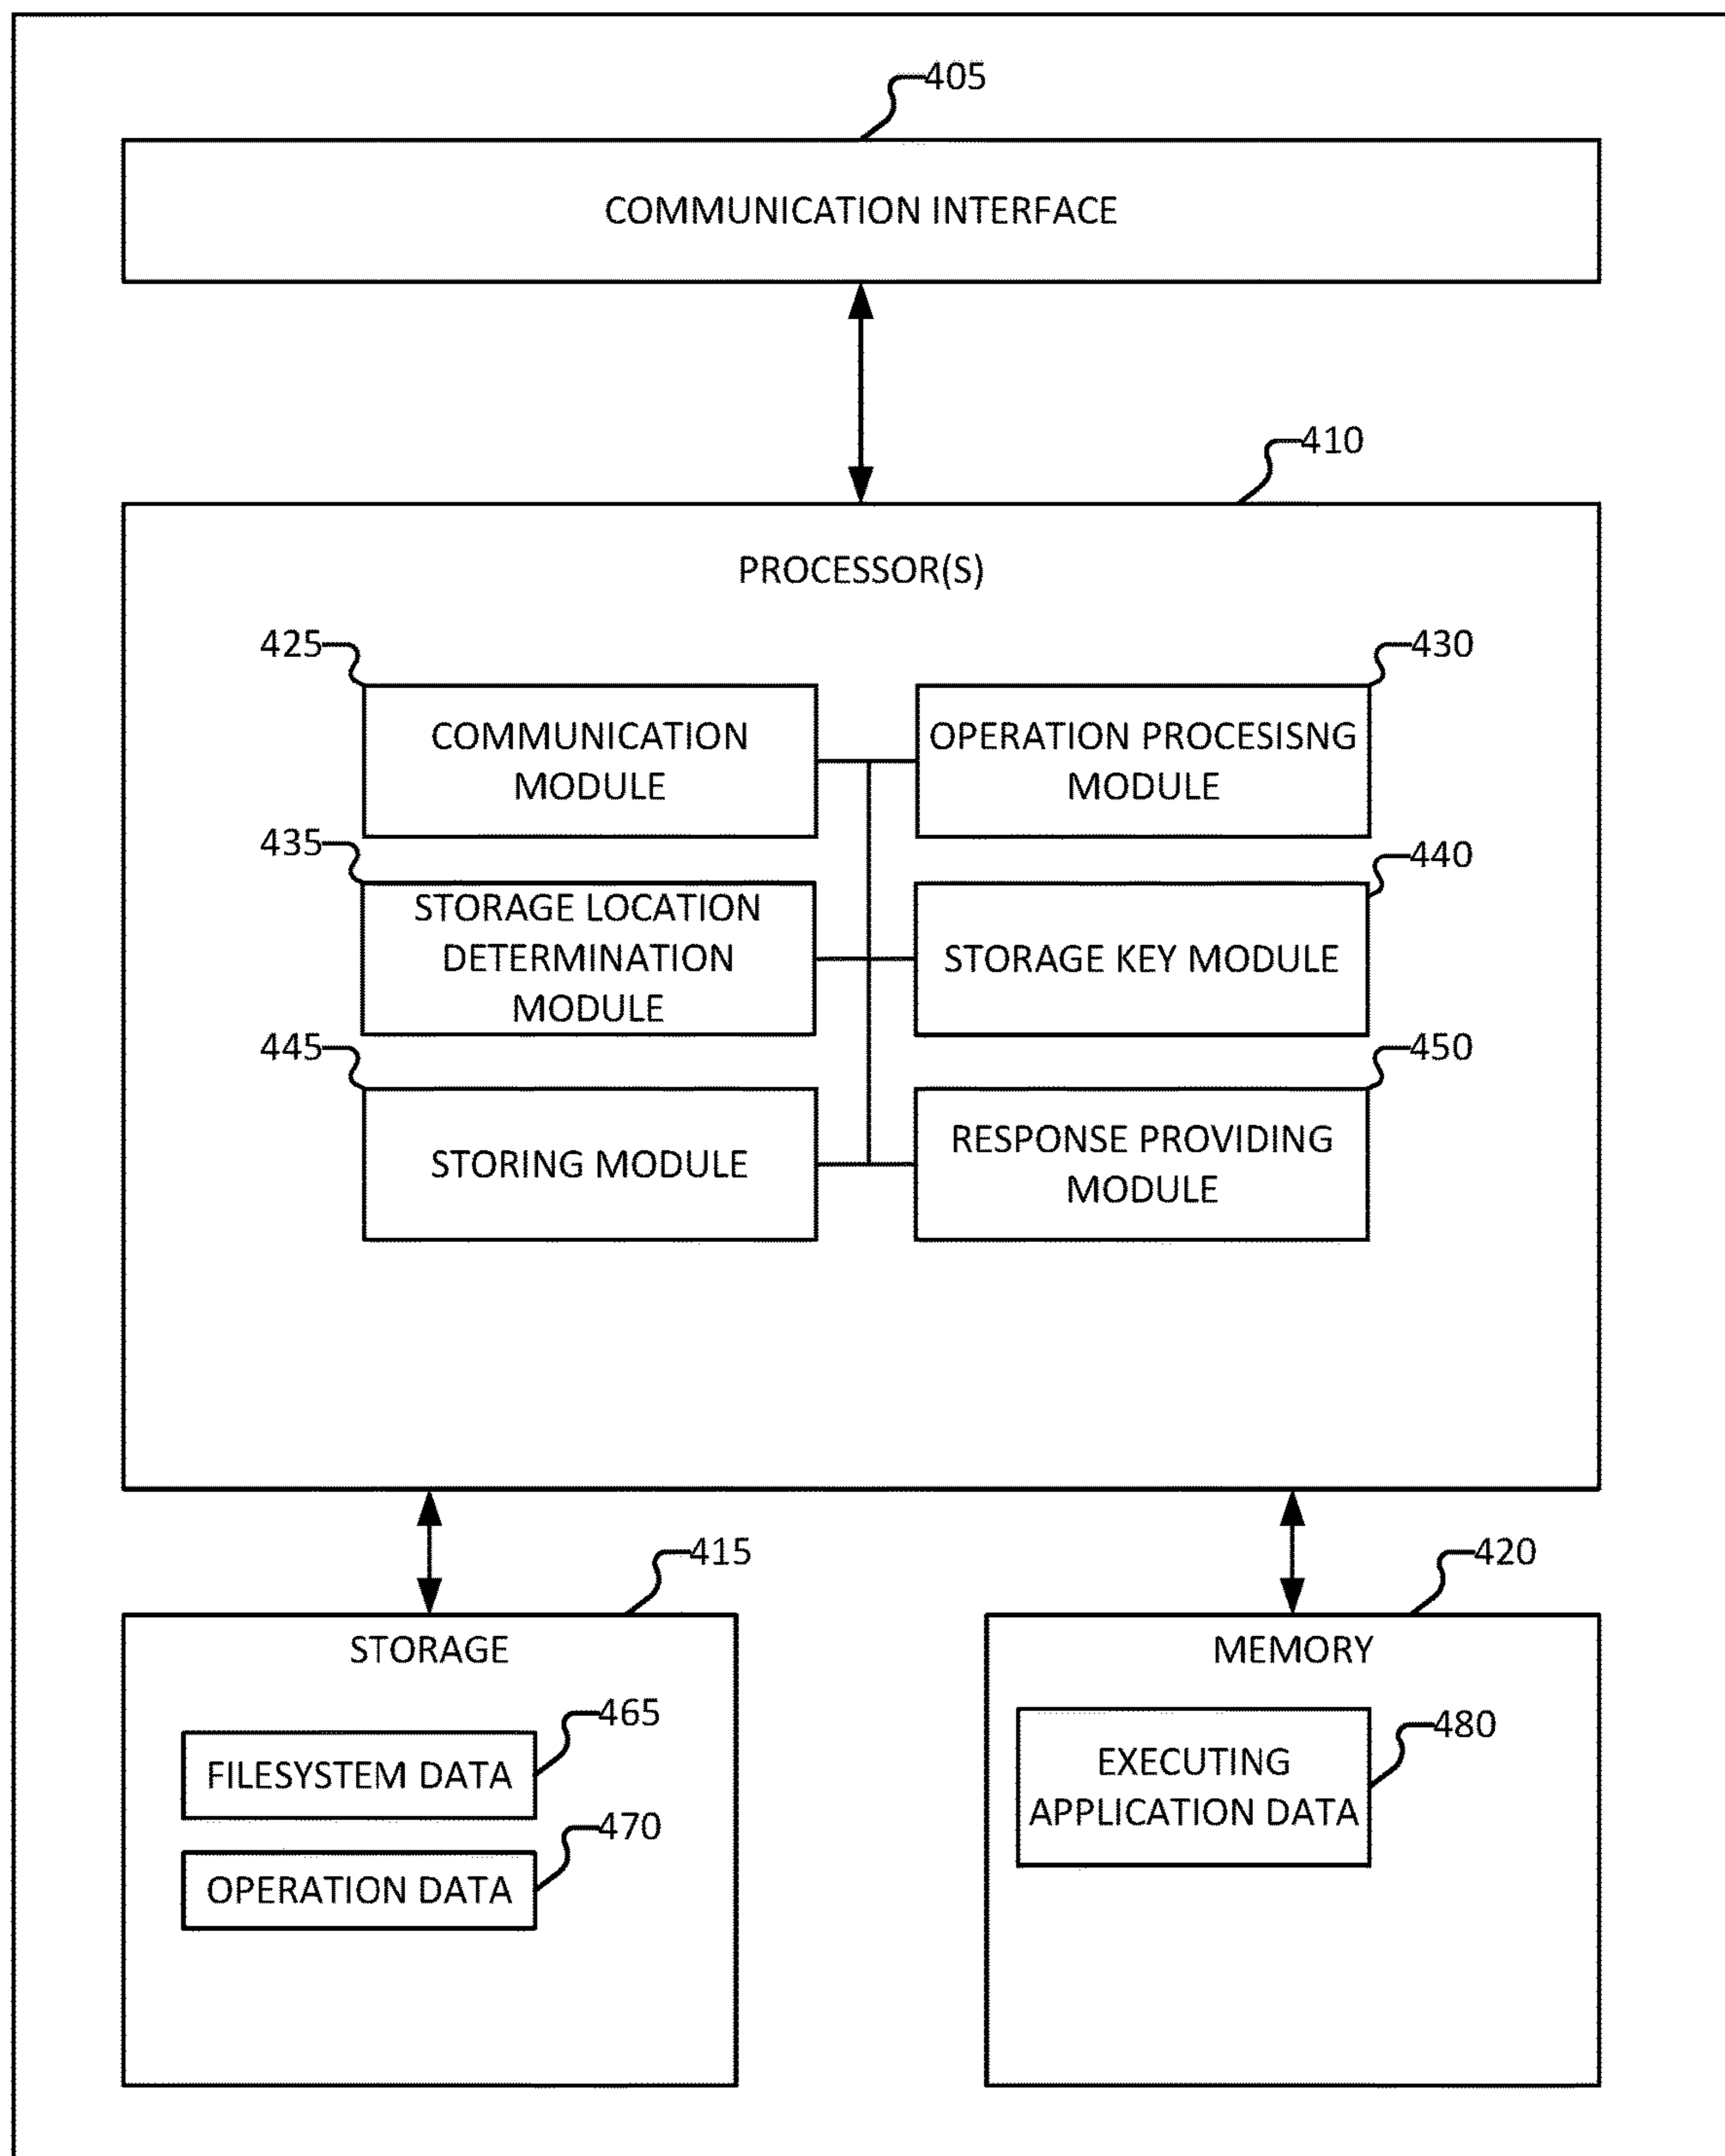 405
COMMUNICATION INTERFACE
410
PROCESSOR(S)
425
430
COMMUNICATION
MODULE
OPERATION PROCESISNG
MODULE
435
440
STORAGE LOCATION
DETERMINATION
MODULE
STORAGE KEY MODULE
445
450
STORING MODULE
RESPONSE PROVIDING
MODULE
415
420
STORAGE
465
FILESYSTEM DATA
470
OPERATION DATA
MEMORY
480
EXECUTING
APPLICATION DATA